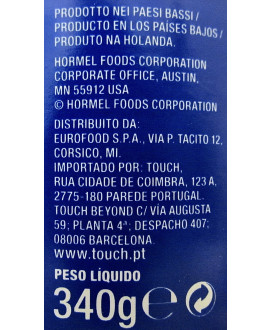 PRODOTTO NEI PAESI BASSI /
PRODUCTO EN LOS PAÍSES BAJOS /
PRODUTO NA HOLANDA.
HORMEL FOODS CORPORATION
CORPORATE OFFICE, AUSTIN,
MN 55912 USA
© HORMEL FOODS CORPORATION
DISTRIBUITO DA:
EUROFOOD S.P.A., VIA P. TACITO 12,
CORSICO, MI.
IMPORTADO POR: TOUCH,
RUA CIDADE DE COIMBRA, 123 A,
2775-180 PAREDE PORTUGAL.
TOUCH BEYOND C/ VÍA AUGUSTA
59; PLANTA 4ª; DESPACHO 407;
08006 BARCELONA.
www.touch.pt
PESO LÍQUIDO
340g ℮